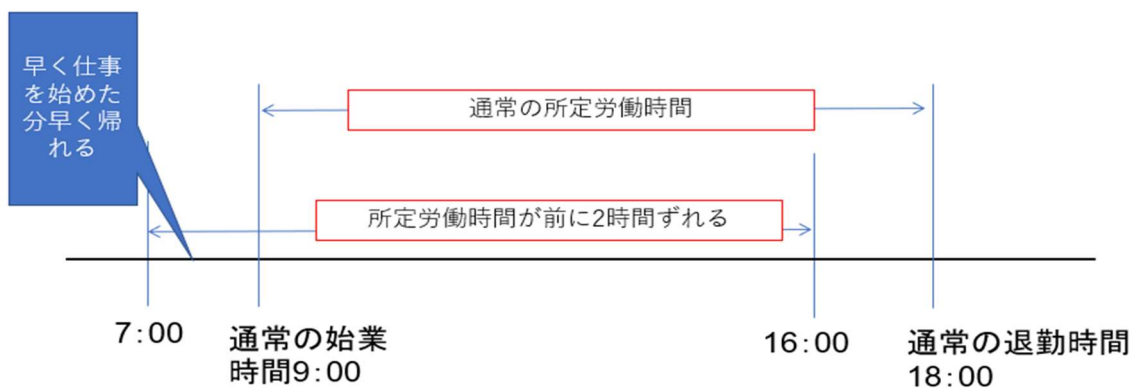 早く仕事
を始めた
分早く帰
れる
通常の所定労働時間
所定労働時間が前に2時間ずれる
7:00
通常の始業
時間9:00
16:00
通常の退勤時間
18:00